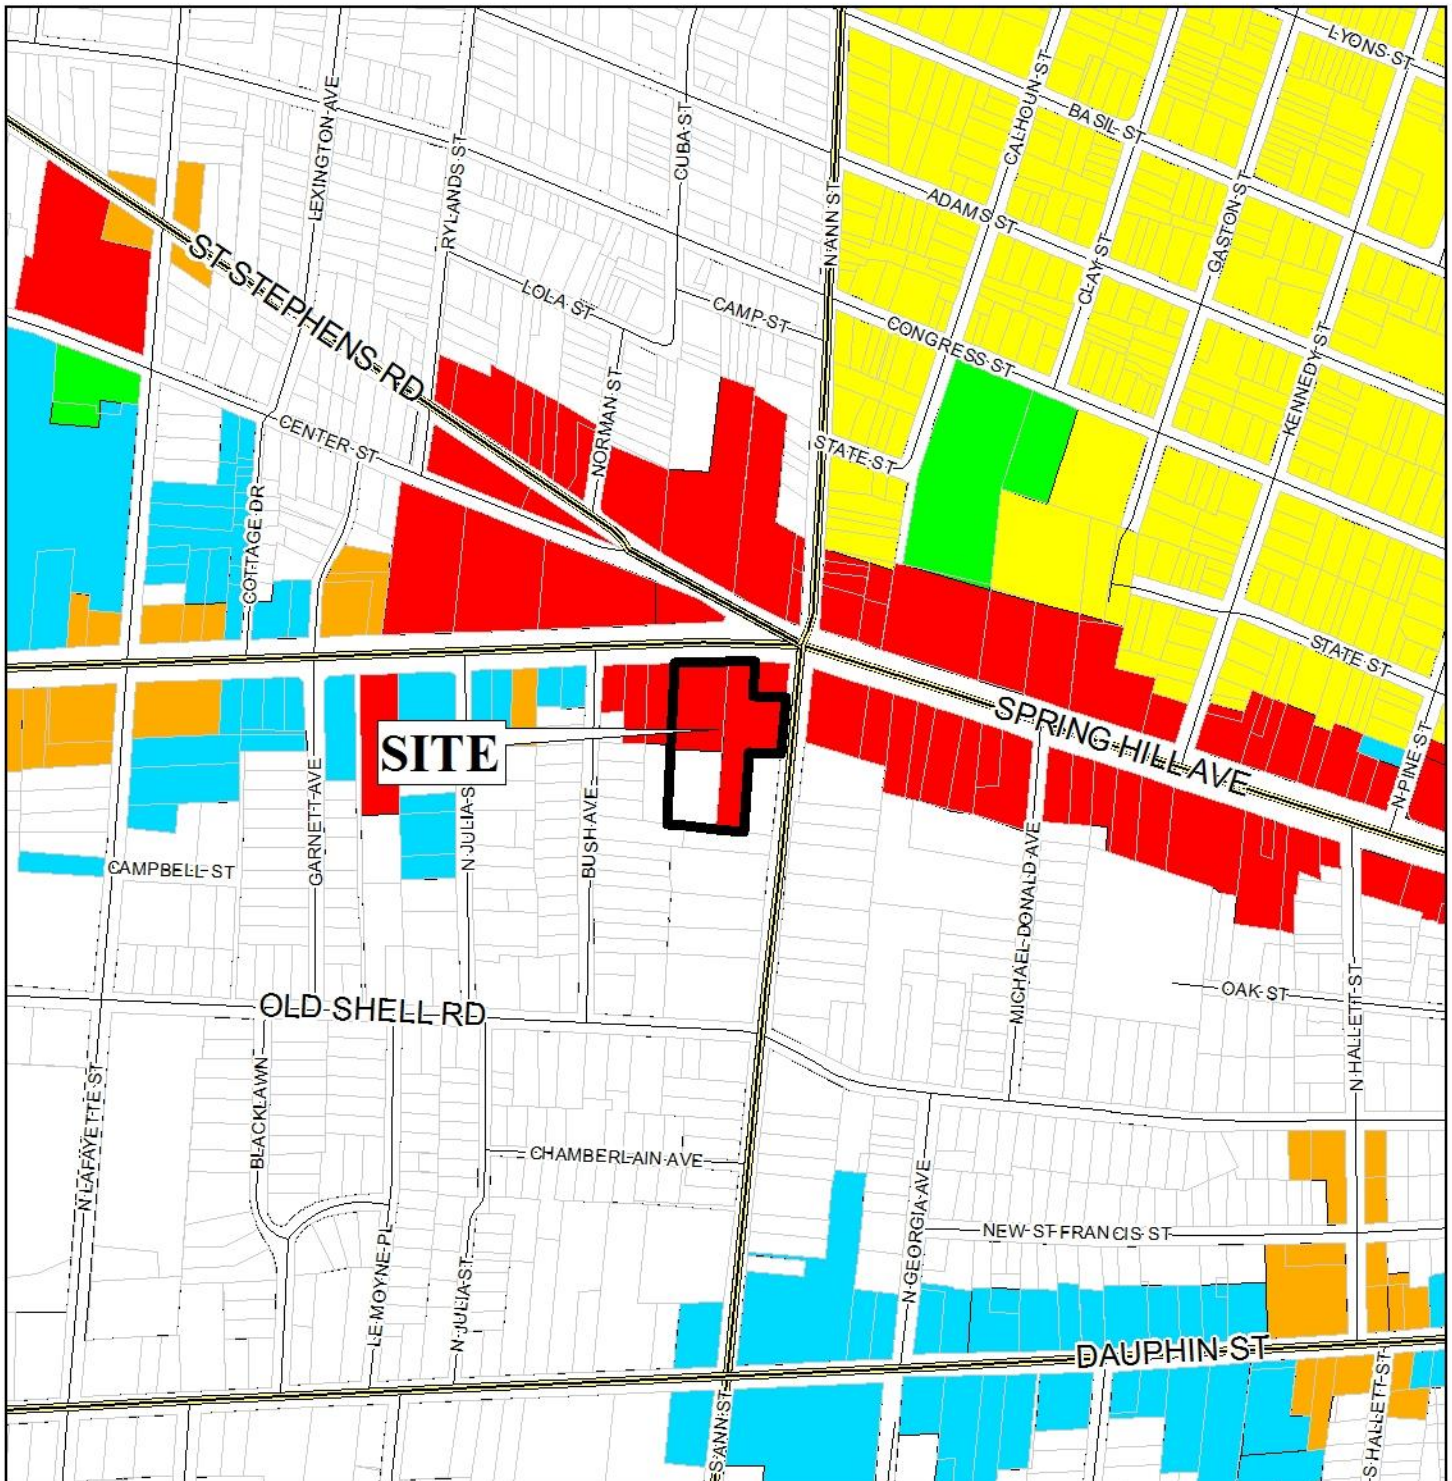 LYONS ST
BASIL ST
CALHOUN ST
LEXINGTON AVE
CUBA ST
RYLANDS ST
N ANN ST
ADAMS ST
GASTON ST
CLAY ST
ST STEPHENS RD
LOLA ST
CAMP ST
CONGRESS ST
KENNEDY ST
NORMAN ST
CENTER ST
STATE ST
COTTAGE DR
STATE ST
SPRING HILL AVE
SITE
N PINE ST
GARNETT AVE
N JULIA S
BUSH AVE
CAMPBELL ST
MICHAEL DONALD AVE
OLD SHELL RD
OAK ST
N HALLETT ST
N LAFAYETTE ST
BLACKLAWN
CHAMBERLAIN AVE
N GEORGIA AVE
NEW ST FRANCIS ST
LE MOYNE PL
N JULIA ST
DAUPHIN ST
S ANN ST
S HALLETT ST